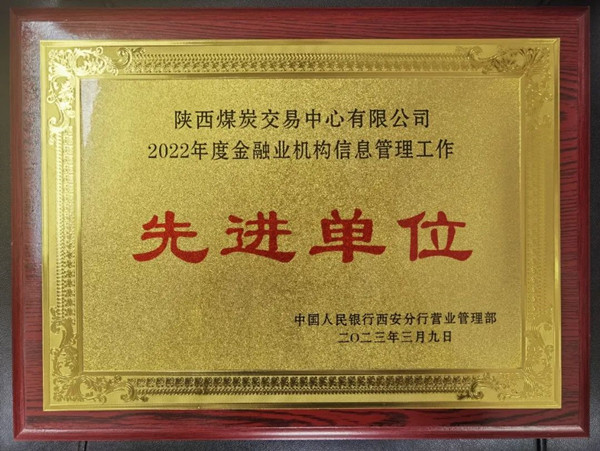 陕西煤炭交易中心有限公司
2022年度金融业机构信息管理工作
先进单位
中国人民银行西安分行营业管理部
二〇二三年三月九日